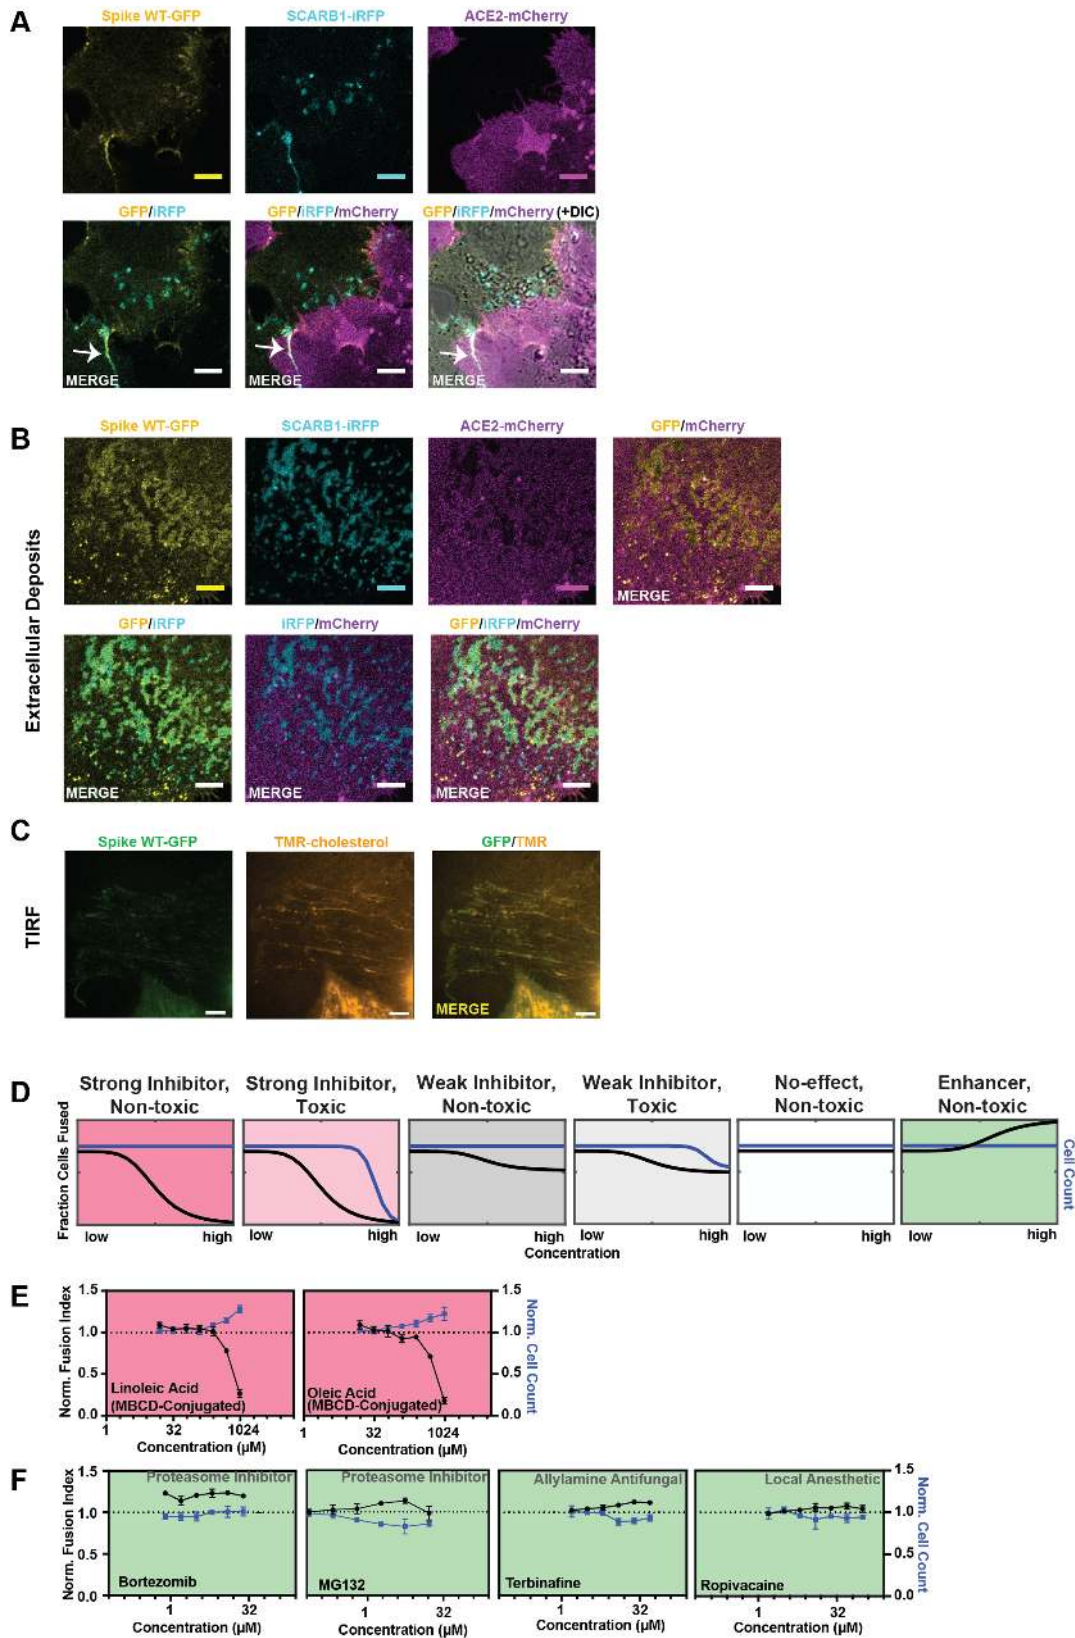 A
Spike WT-GFP
SCARB1-iRFP
ACE2-mCherry
GFP/iRFP
GFP/iRFP/mCherry
GFP/iRFP/mCherry (+DIC)
MERGE
MERGE
MERGE
B
Extracellular Deposits
Spike WT-GFP
SCARB1-iRFP
ACE2-mCherry
GFP/mCherry
MERGE
GFP/iRFP
iRFP/mCherry
GFP/iRFP/mCherry
MERGE
MERGE
MERGE
C
TIRF
Spike WT-GFP
TMR-cholesterol
GFP/TMR
MERGE
D
Strong Inhibitor,
Non-toxic
Strong Inhibitor,
Toxic
Weak Inhibitor,
Non-toxic
Weak Inhibitor,
Toxic
No-effect,
Non-toxic
Enhancer,
Non-toxic
Fraction Cells Fused
Cell Count
low high
low high
low high
low high
low high
low high
Concentration
E
Norm. Fusion Index
1.5
1.0
0.5
0.0
Linoleic Acid
(MBCD-Conjugated)
1 32 1024
Concentration (µM)
Oleic Acid
(MBCD-Conjugated)
1 32 1024
Concentration (µM)
1.5
1.0
0.5
0.0
Norm. Cell Count
F
Norm. Fusion Index
1.5
1.0
0.5
0.0
Proteasome Inhibitor
Bortezomib
1 32
Concentration (µM)
Proteasome Inhibitor
MG132
1 32
Concentration (µM)
Allylamine Antifungal
Terbinafine
1 32
Concentration (µM)
Local Anesthetic
Ropivacaine
1 32
Concentration (µM)
1.5
1.0
0.5
0.0
Norm. Cell Count